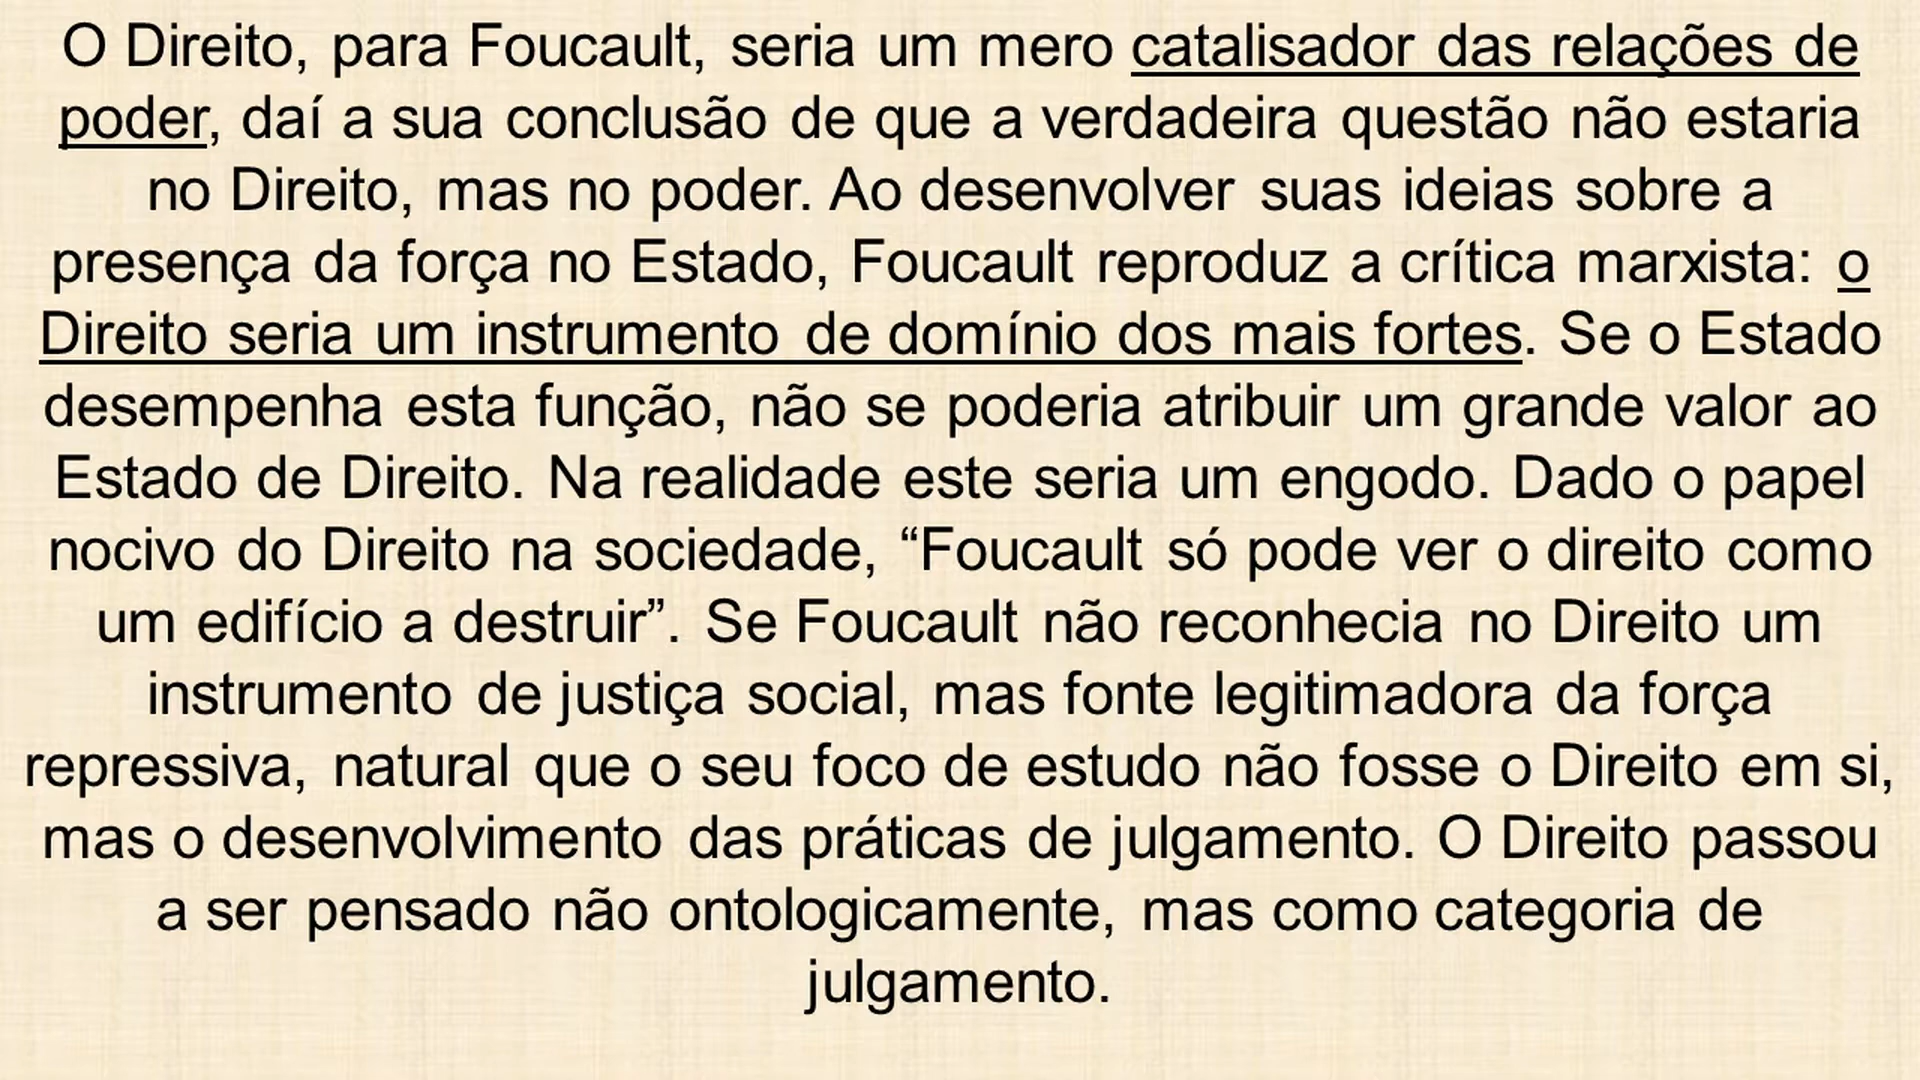 O Direito, para Foucault, seria um mero catalisador das relações de
poder, daí a sua conclusão de que a verdadeira questão não estaria
no Direito, mas no poder. Ao desenvolver suas ideias sobre a
presença da força no Estado, Foucault reproduz a crítica marxista: o
Direito seria um instrumento de domínio dos mais fortes. Se o Estado
desempenha esta função, não se poderia atribuir um grande valor ao
Estado de Direito. Na realidade este seria um engodo. Dado o papel
nocivo do Direito na sociedade, “Foucault só pode ver o direito como
um edifício a destruir”. Se Foucault não reconhecia no Direito um
instrumento de justiça social, mas fonte legitimadora da força
repressiva, natural que o seu foco de estudo não fosse o Direito em si,
mas o desenvolvimento das práticas de julgamento. O Direito passou
a ser pensado não ontologicamente, mas como categoria de
julgamento.